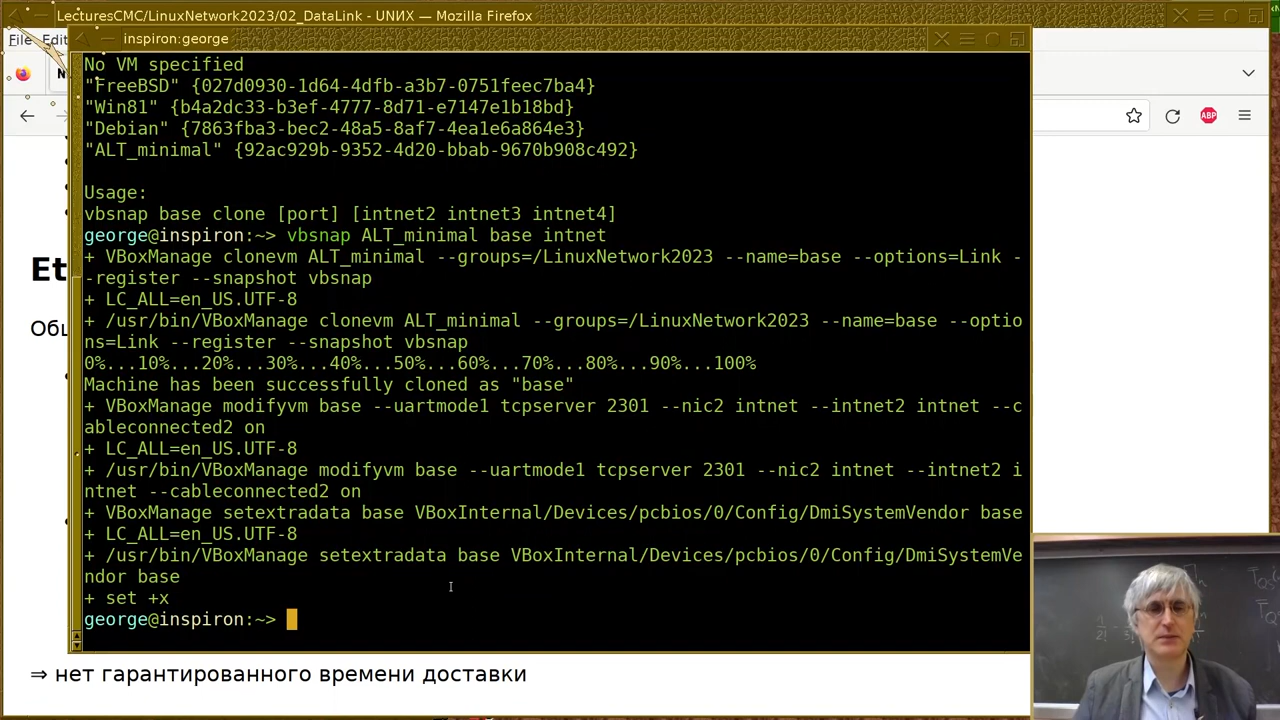 LecturesCMC/LinuxNetwork2023/02_DataLink - UNИX — Mozilla Firefox
File Edit
inspiron:george
No VM specified
"FreeBSD" {027d0930-1d64-4dfb-a3b7-0751feec7ba4}
"Win81" {b4a2dc33-b3ef-4777-8d71-e7147e1b18bd}
"Debian" {7863fba3-bec2-48a5-8af7-4ea1e6a864e3}
"ALT_minimal" {92ac929b-9352-4d20-bbab-9670b908c492}
Usage:
vbsnap base clone [port] [intnet2 intnet3 intnet4]
george@inspiron:~> vbsnap ALT_minimal base intnet
+ VBoxManage clonevm ALT_minimal --groups=/LinuxNetwork2023 --name=base --options=Link -
-register --snapshot vbsnap
+ LC_ALL=en_US.UTF-8
+ /usr/bin/VBoxManage clonevm ALT_minimal --groups=/LinuxNetwork2023 --name=base --optio
ns=Link --register --snapshot vbsnap
0%...10%...20%...30%...40%...50%...60%...70%...80%...90%...100%
Machine has been successfully cloned as "base"
+ VBoxManage modifyvm base --uartmode1 tcpserver 2301 --nic2 intnet --intnet2 intnet --c
ableconnected2 on
+ LC_ALL=en_US.UTF-8
+ /usr/bin/VBoxManage modifyvm base --uartmode1 tcpserver 2301 --nic2 intnet --intnet2 i
ntnet --cableconnected2 on
+ VBoxManage setextradata base VBoxInternal/Devices/pcbios/0/Config/DmiSystemVendor base
+ LC_ALL=en_US.UTF-8
+ /usr/bin/VBoxManage setextradata base VBoxInternal/Devices/pcbios/0/Config/DmiSystemVe
ndor base
+ set +x
george@inspiron:~>
ABP
Et
Общ
⇒ нет гарантированного времени доставки